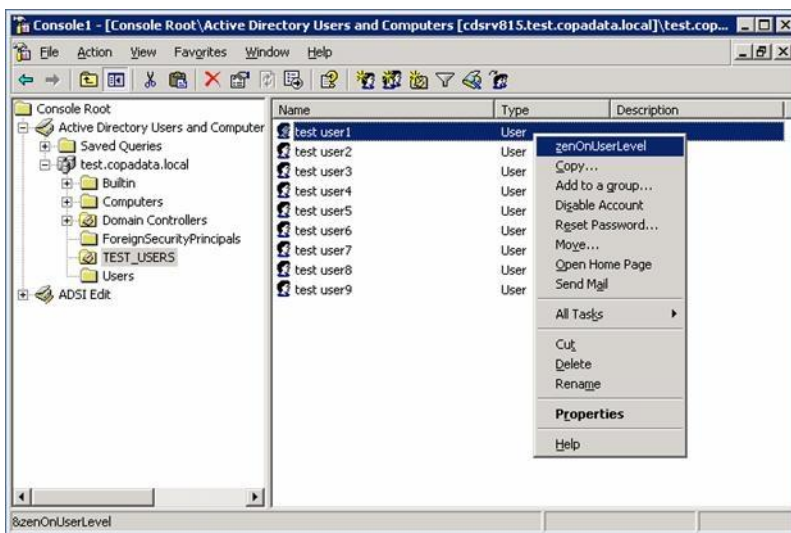 Console1 - [Console Root\Active Directory Users and Computers [cdsrv815.test.copadata.local]\test.cop...
File Action View Favorites Window Help
Console Root
Active Directory Users and Computer
Saved Queries
test.copadata.local
Builtin
Computers
Domain Controllers
ForeignSecurityPrincipals
TEST_USERS
Users
ADSI Edit
Name Type Description
test user1 User
test user2 User
test user3 User
test user4 User
test user5 User
test user6 User
test user7 User
test user8 User
test user9 User
zenOnUserLevel
Copy...
Add to a group...
Disable Account
Reset Password...
Move...
Open Home Page
Send Mail
All Tasks
Cut
Delete
Rename
Properties
Help
&zenOnUserLevel